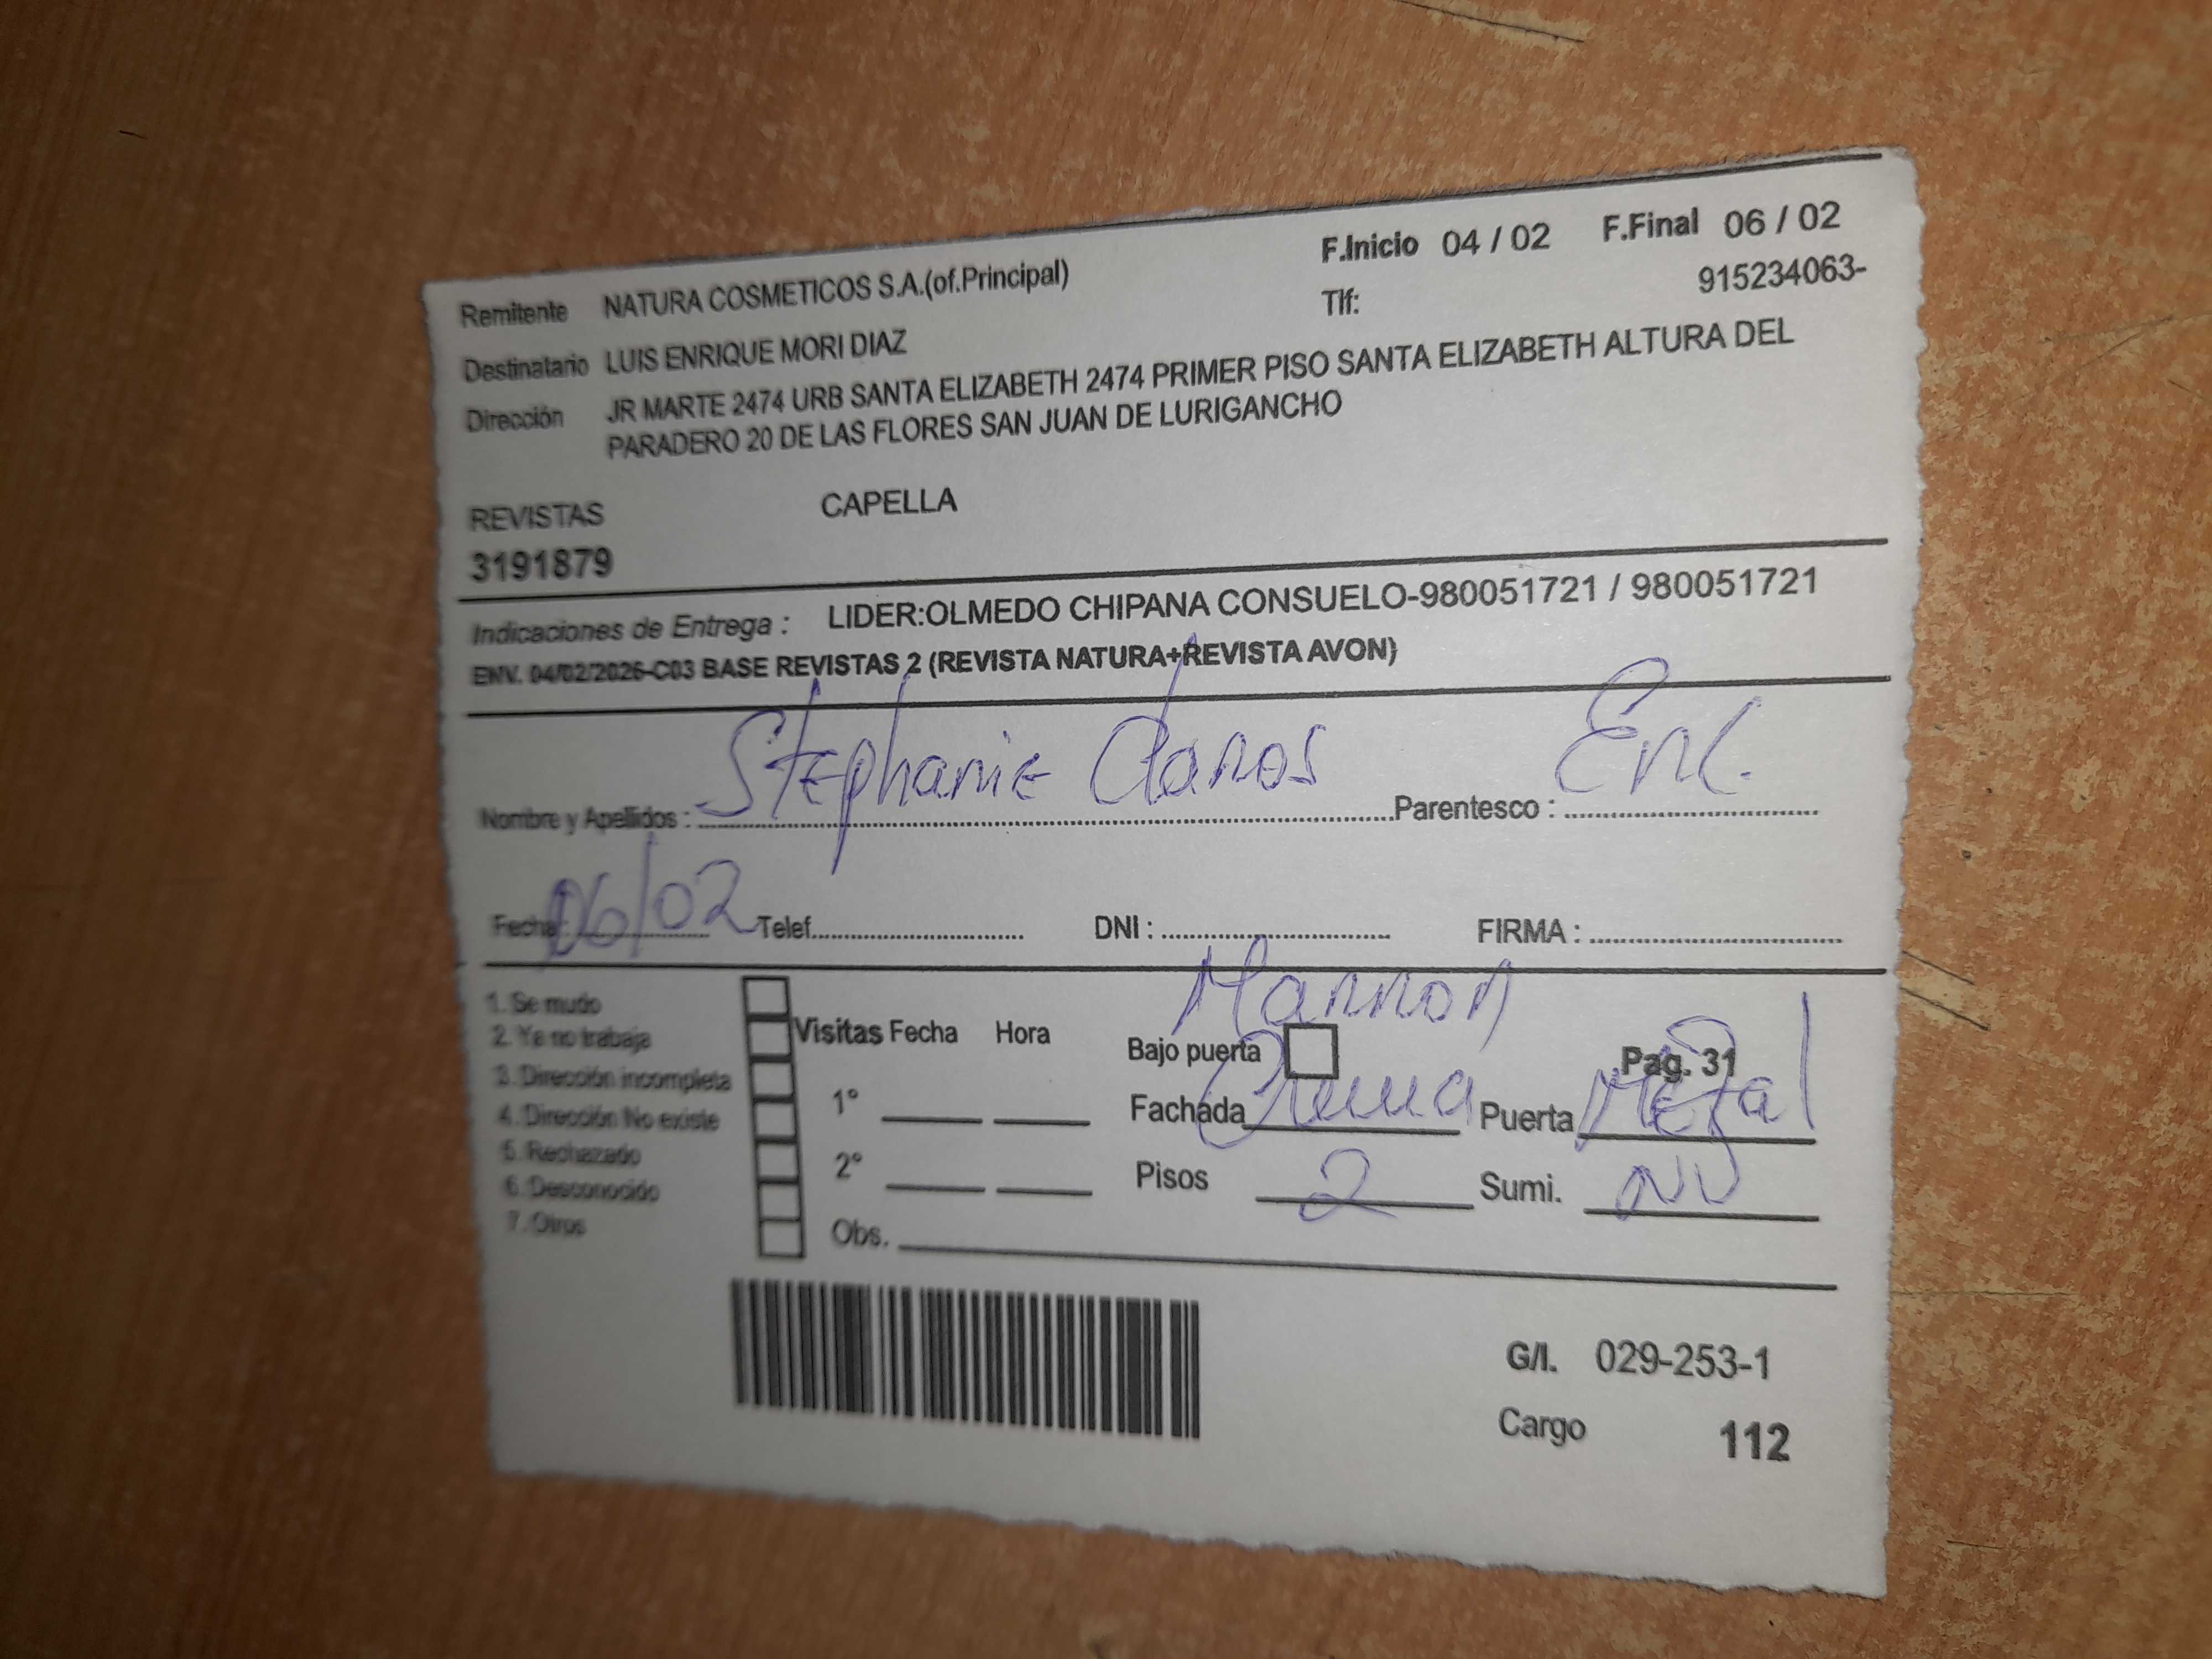 F.Inicio 04 / 02 F.Final 06 / 02
Remitente NATURA COSMETICOS S.A.(of.Principal) Tlf: 915234063-
Destinatario LUIS ENRIQUE MORI DIAZ
Dirección JR MARTE 2474 URB SANTA ELIZABETH 2474 PRIMER PISO SANTA ELIZABETH ALTURA DEL
PARADERO 20 DE LAS FLORES SAN JUAN DE LURIGANCHO
REVISTAS CAPELLA
3191879
Indicaciones de Entrega : LIDER:OLMEDO CHIPANA CONSUELO-980051721 / 980051721
ENV. 04/02/2026-C03 BASE REVISTAS 2 (REVISTA NATURA+REVISTA AVON)
Nombre y Apellidos : Stephanie Claros Parentesco : Enc.
Fecha: 06/02 Telef. DNI : FIRMA :
1. Se mudo
2. Ya no trabaja
3. Dirección incompleta
4. Dirección No existe
5. Rechazado
6. Desconocido
7. Otros
Visitas Fecha Hora
1°
2°
Obs.
Marron
Bajo puerta Pag. 31
Fachada Crema Puerta Metal
Pisos 2 Sumi.
G/I. 029-253-1
Cargo 112